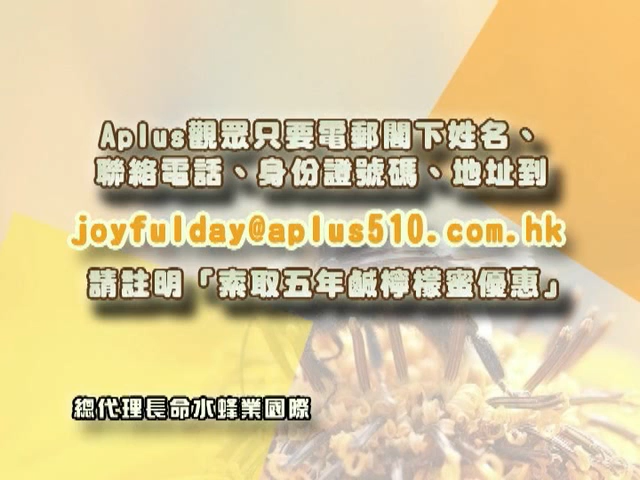 Aplus觀眾只要電郵閣下姓名、
聯絡電話、身份證號碼、地址到
joyfulday@aplus510.com.hk
請註明「索取五年鹹檸檬蜜優惠」
總代理長命水蜂業國際